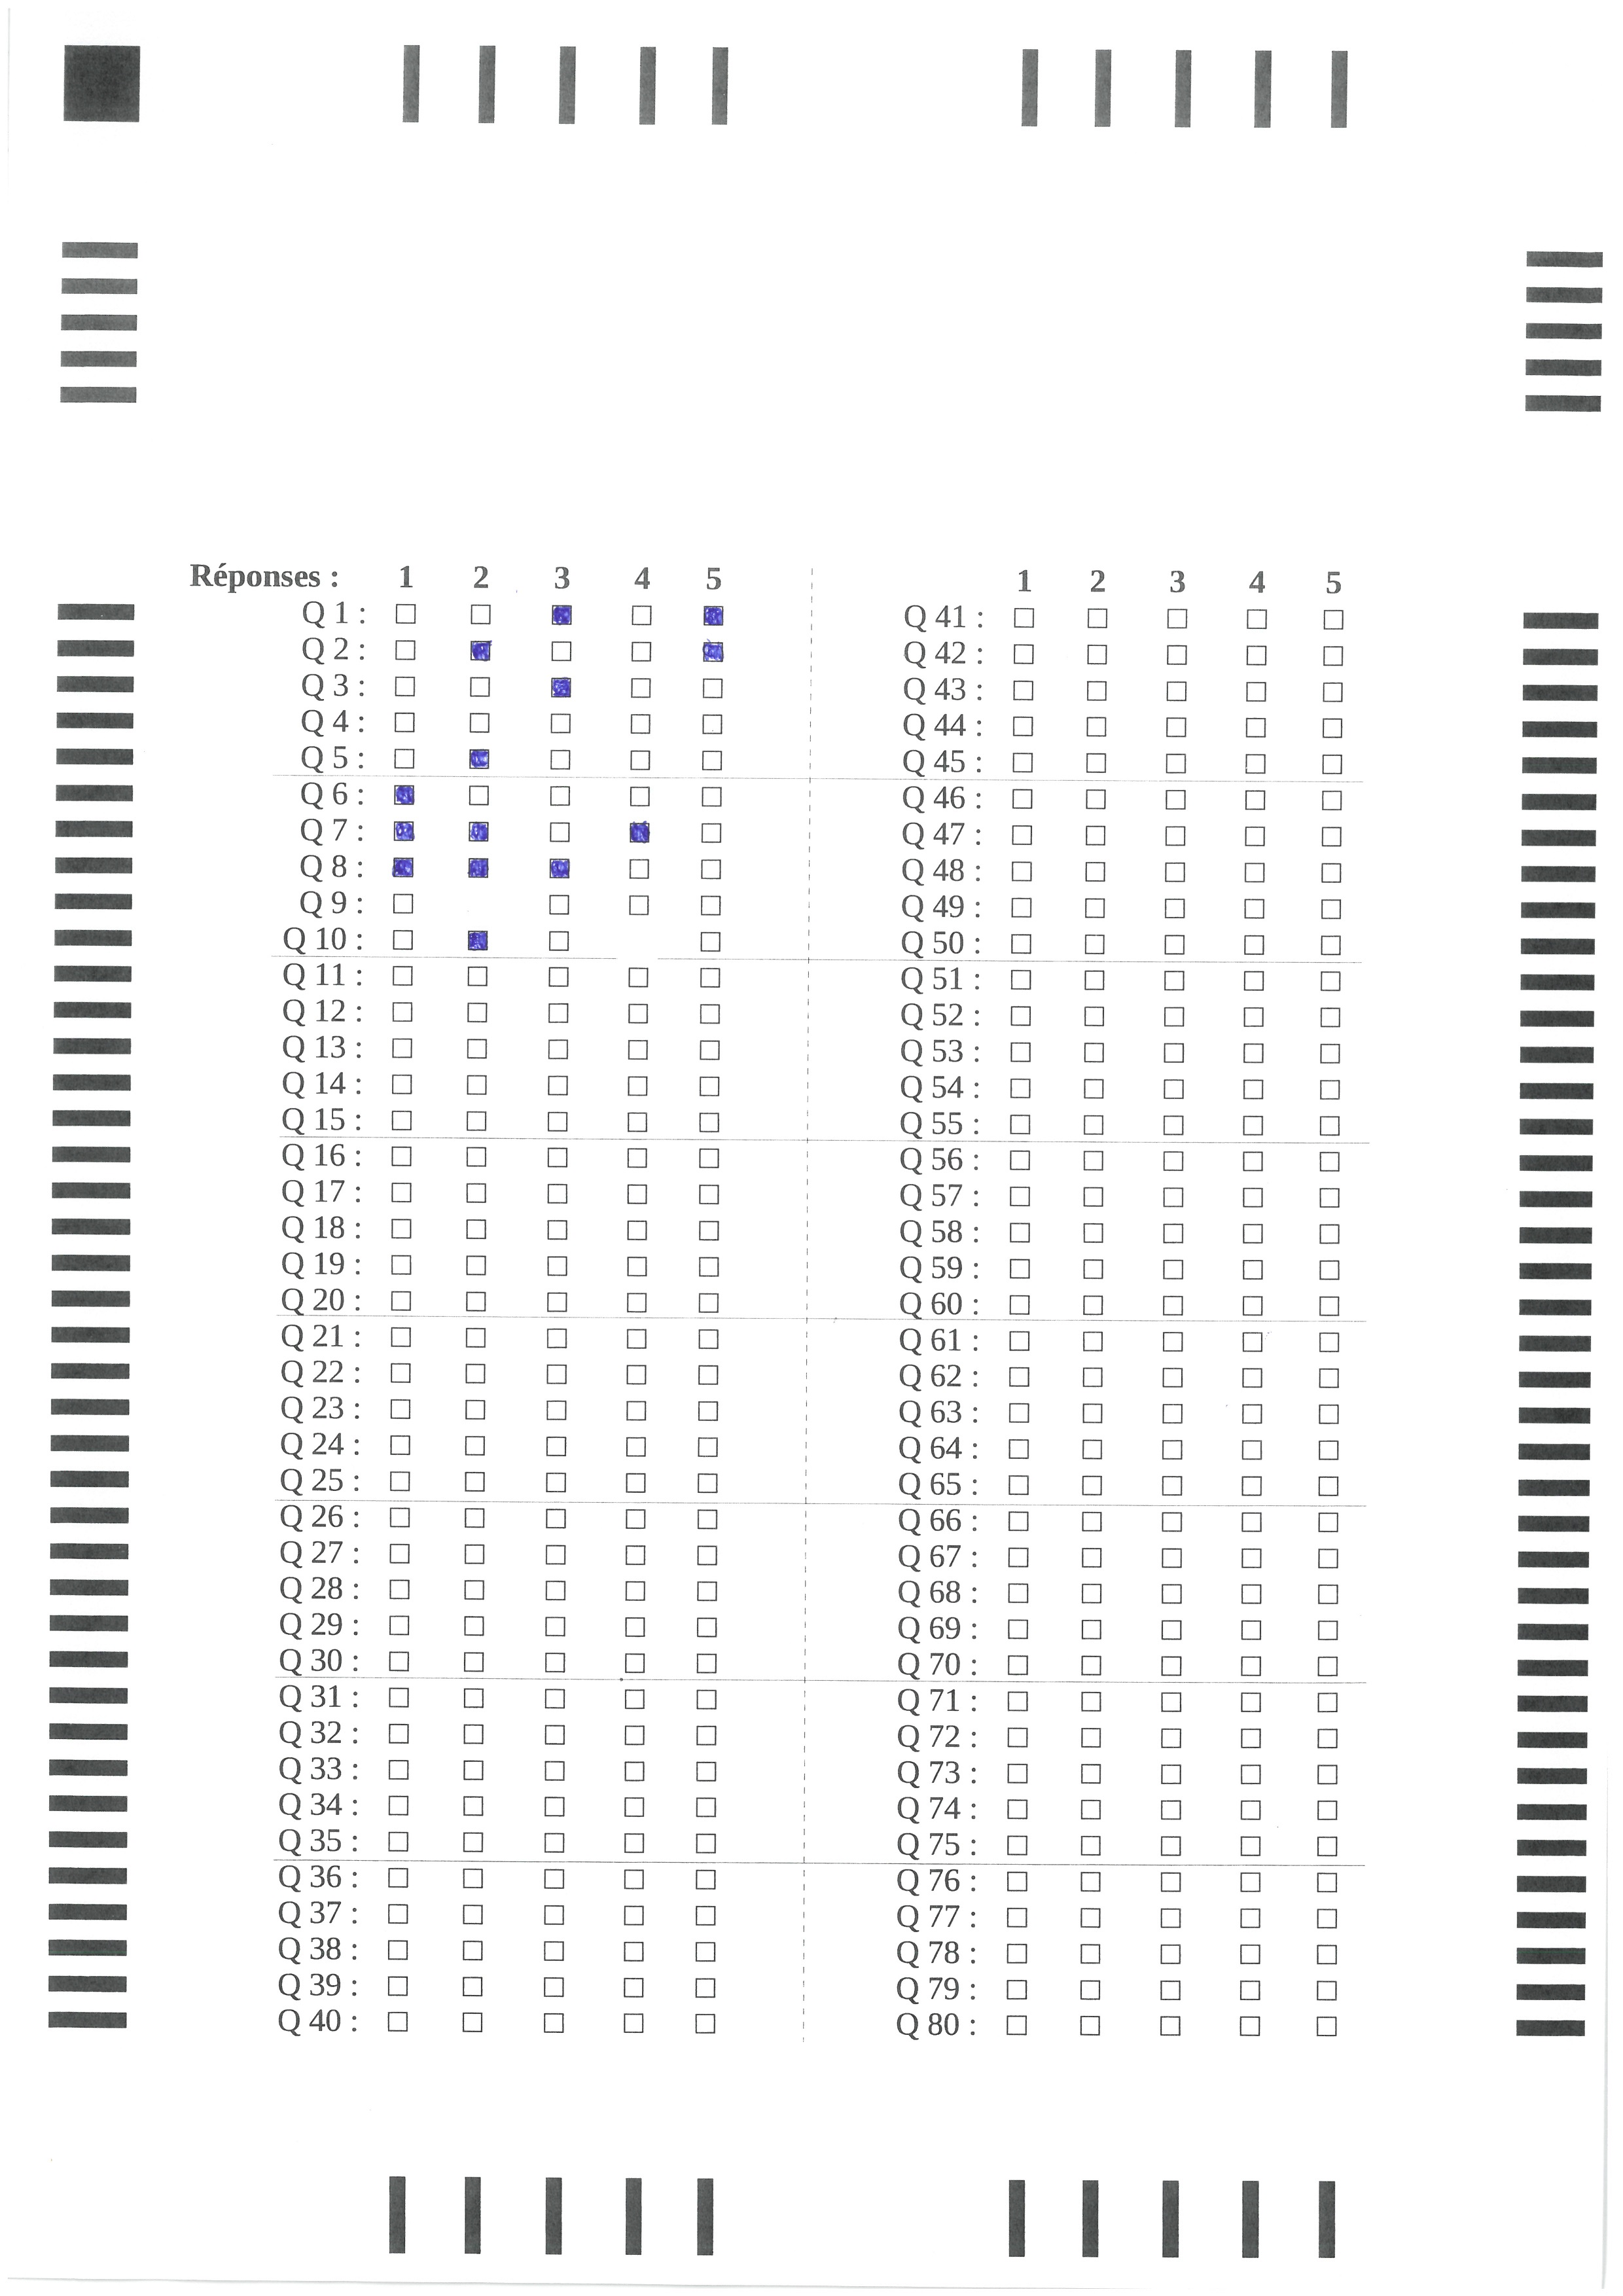 Réponses : 1 2 3 4 5
Q 1 :
Q 2 :
Q 3 :
Q 4 :
Q 5 :
Q 6 :
Q 7 :
Q 8 :
Q 9 :
Q 10 :
Q 11 :
Q 12 :
Q 13 :
Q 14 :
Q 15 :
Q 16 :
Q 17 :
Q 18 :
Q 19 :
Q 20 :
Q 21 :
Q 22 :
Q 23 :
Q 24 :
Q 25 :
Q 26 :
Q 27 :
Q 28 :
Q 29 :
Q 30 :
Q 31 :
Q 32 :
Q 33 :
Q 34 :
Q 35 :
Q 36 :
Q 37 :
Q 38 :
Q 39 :
Q 40 :
1 2 3 4 5
Q 41 :
Q 42 :
Q 43 :
Q 44 :
Q 45 :
Q 46 :
Q 47 :
Q 48 :
Q 49 :
Q 50 :
Q 51 :
Q 52 :
Q 53 :
Q 54 :
Q 55 :
Q 56 :
Q 57 :
Q 58 :
Q 59 :
Q 60 :
Q 61 :
Q 62 :
Q 63 :
Q 64 :
Q 65 :
Q 66 :
Q 67 :
Q 68 :
Q 69 :
Q 70 :
Q 71 :
Q 72 :
Q 73 :
Q 74 :
Q 75 :
Q 76 :
Q 77 :
Q 78 :
Q 79 :
Q 80 :